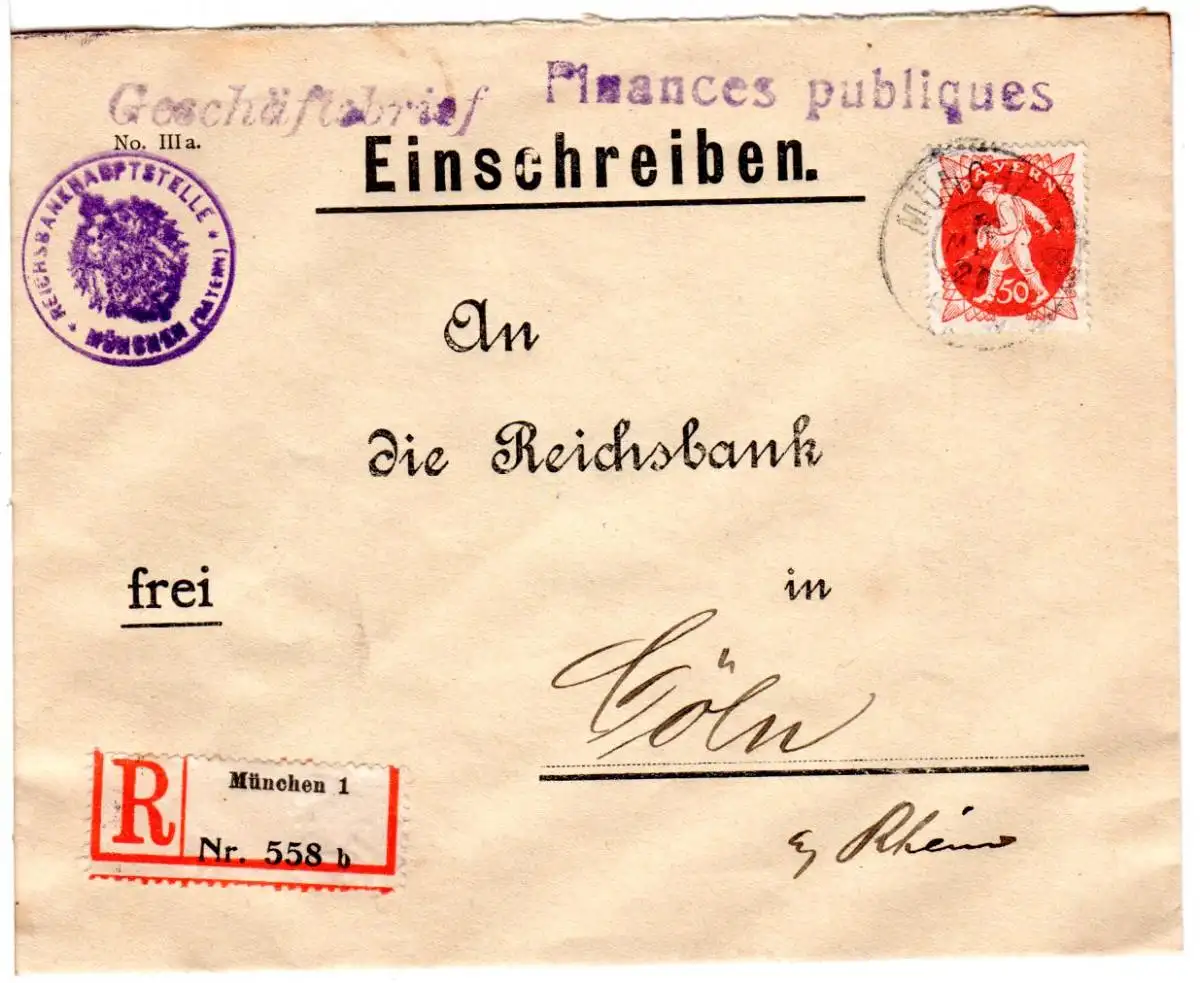 Geschäftsbrief Finances publiques
No. IIIa.
Einschreiben.
REICHSBANKHAUPTSTELLE
MÜNCHEN (BAYERN)
BAYERN
50
An
die Reichsbank
frei in
Cöln
Rhein
R München 1
Nr. 558 b